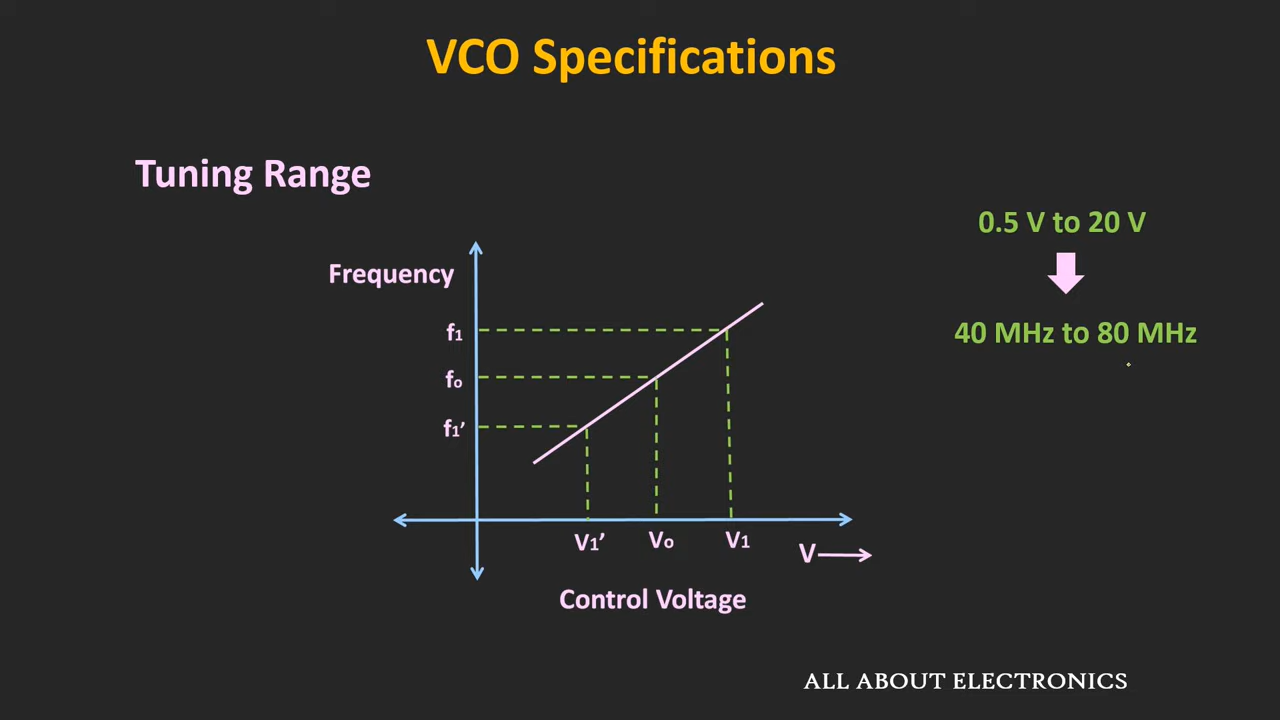 VCO Specifications
Tuning Range
0.5 V to 20 V
40 MHz to 80 MHz
Frequency
f₁
f₀
f₁’
V₁’
V₀
V₁
V
Control Voltage
ALL ABOUT ELECTRONICS